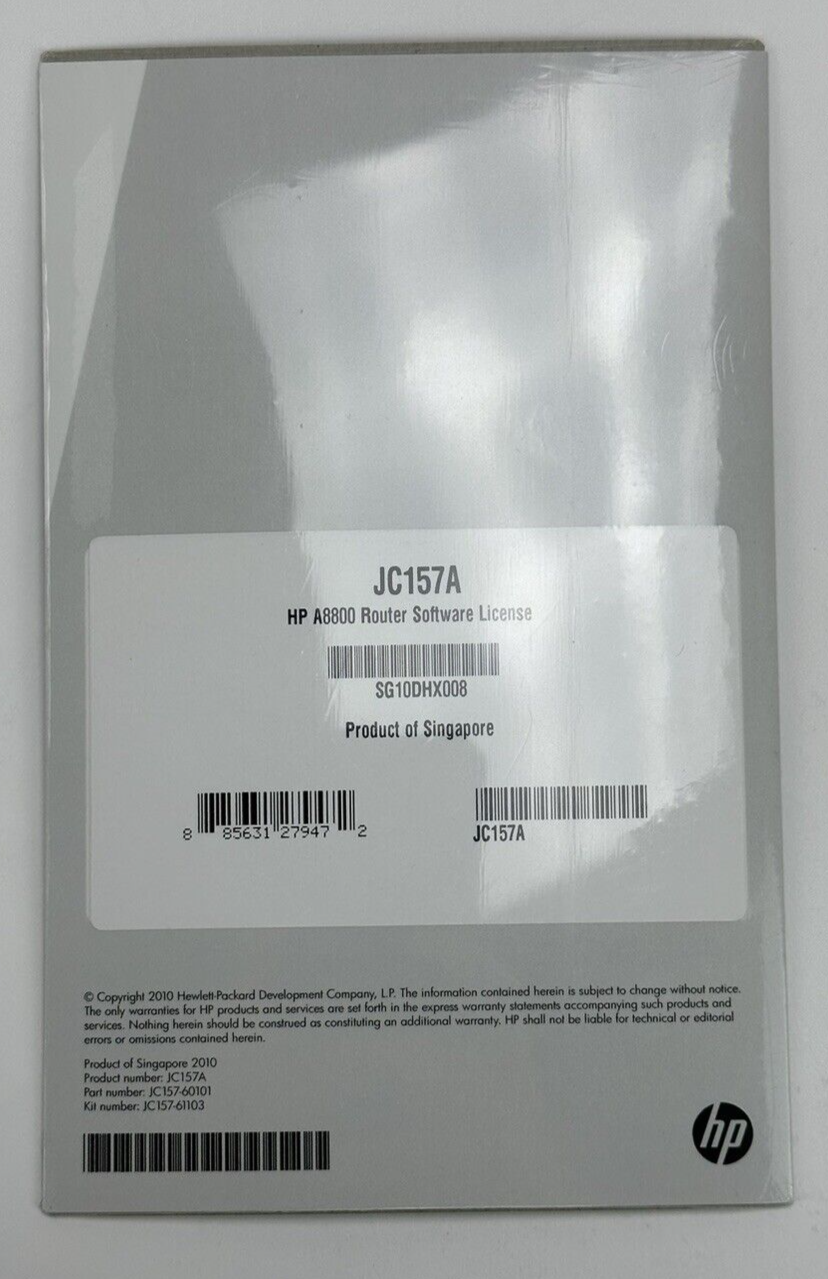 JC157A
HP A8800 Router Software License
SG10DHX008
Product of Singapore
8 85631 27947 2
JC157A
© Copyright 2010 Hewlett-Packard Development Company, L.P. The information contained herein is subject to change without notice.
The only warranties for HP products and services are set forth in the express warranty statements accompanying such products and
services. Nothing herein should be construed as constituting an additional warranty. HP shall not be liable for technical or editorial
errors or omissions contained herein.
Product of Singapore 2010
Product number: JC157A
Part number: JC157-60101
Kit number: JC157-61103
hp